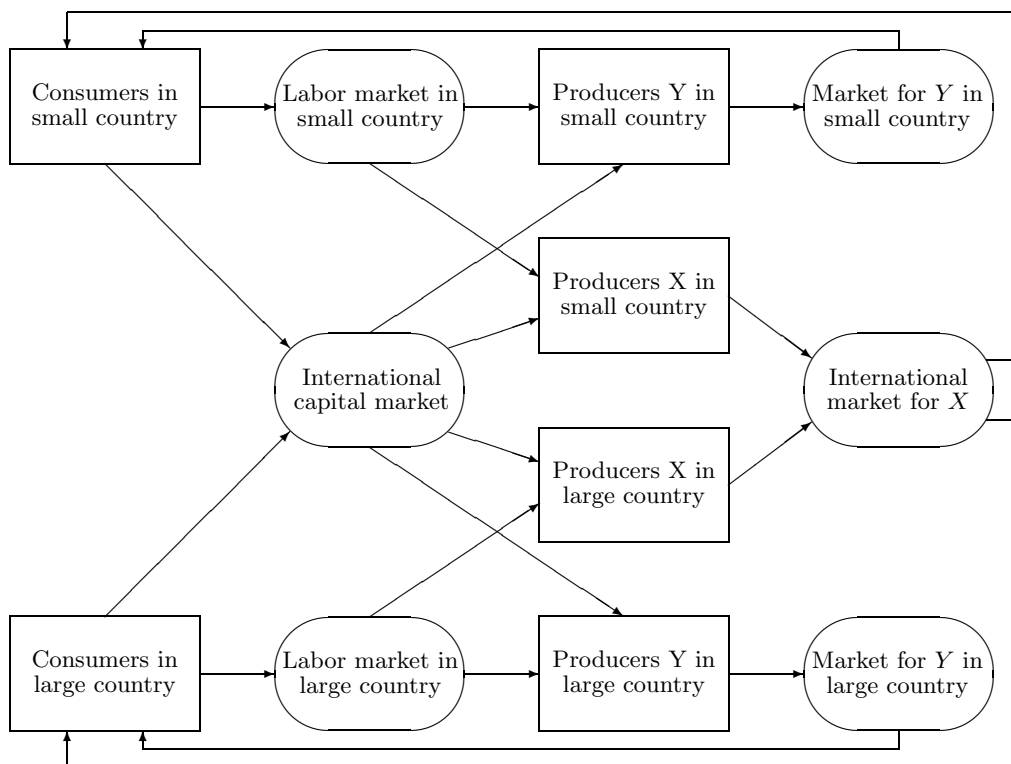 Consumers in
small country
Labor market in
small country
Producers Y in
small country
Market for Y in
small country
Producers X in
small country
International
capital market
International
market for X
Producers X in
large country
Consumers in
large country
Labor market in
large country
Producers Y in
large country
Market for Y in
large country